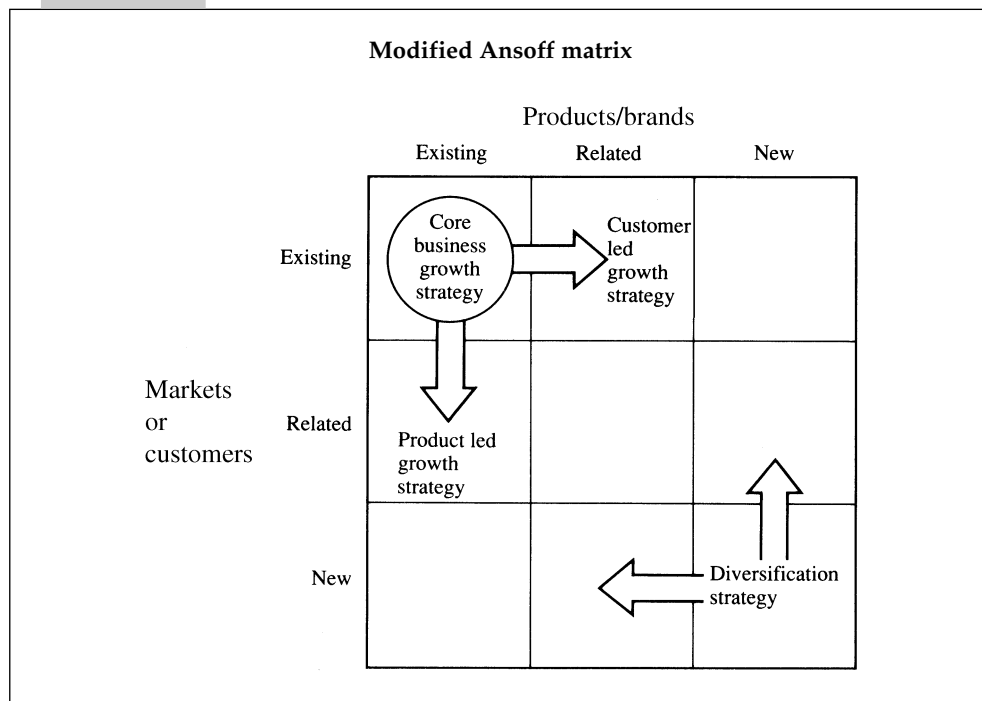 Modified Ansoff matrix
Products/brands
Existing
Related
New
Existing
Core
business
growth
strategy
Customer
led
growth
strategy
Markets
or
customers
Related
Product led
growth
strategy
New
Diversification
strategy